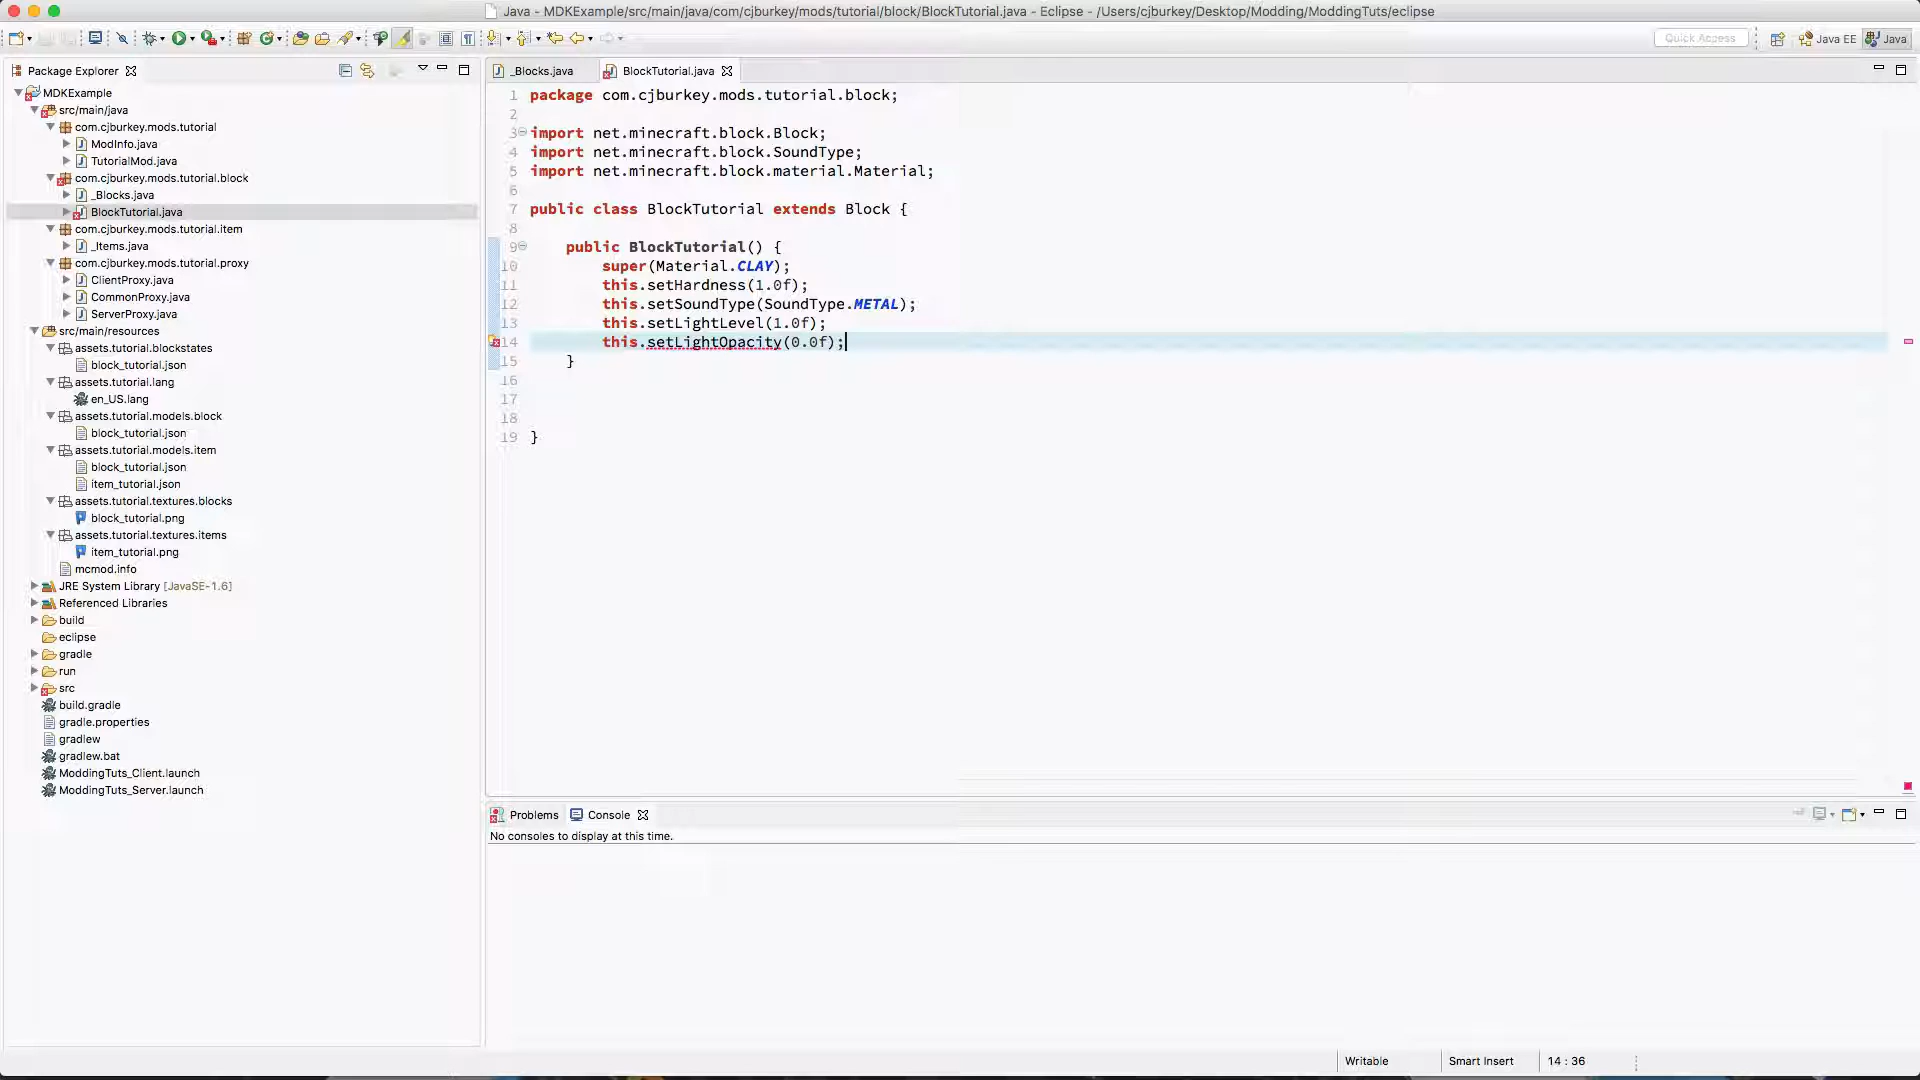 Java - MDKExample/src/main/java/com/cjburkey/mods/tutorial/block/BlockTutorial.java - Eclipse - /Users/cjburkey/Desktop/Modding/ModdingTuts/eclipse
Quick Access
Java EE
Java
Package Explorer
MDKExample
src/main/java
com.cjburkey.mods.tutorial
ModInfo.java
TutorialMod.java
com.cjburkey.mods.tutorial.block
_Blocks.java
BlockTutorial.java
com.cjburkey.mods.tutorial.item
_Items.java
com.cjburkey.mods.tutorial.proxy
ClientProxy.java
CommonProxy.java
ServerProxy.java
src/main/resources
assets.tutorial.blockstates
block_tutorial.json
assets.tutorial.lang
en_US.lang
assets.tutorial.models.block
block_tutorial.json
assets.tutorial.models.item
block_tutorial.json
item_tutorial.json
assets.tutorial.textures.blocks
block_tutorial.png
assets.tutorial.textures.items
item_tutorial.png
mcmod.info
JRE System Library [JavaSE-1.6]
Referenced Libraries
build
eclipse
gradle
run
src
build.gradle
gradle.properties
gradlew
gradlew.bat
ModdingTuts_Client.launch
ModdingTuts_Server.launch
_Blocks.java
BlockTutorial.java
1 package com.cjburkey.mods.tutorial.block;
2
3 import net.minecraft.block.Block;
4 import net.minecraft.block.SoundType;
5 import net.minecraft.block.material.Material;
6
7 public class BlockTutorial extends Block {
8
9 public BlockTutorial() {
10 super(Material.CLAY);
11 this.setHardness(1.0f);
12 this.setSoundType(SoundType.METAL);
13 this.setLightLevel(1.0f);
14 this.setLightOpacity(0.0f);
15 }
16
17
18
19 }
Problems
Console
No consoles to display at this time.
Writable
Smart Insert
14 : 36